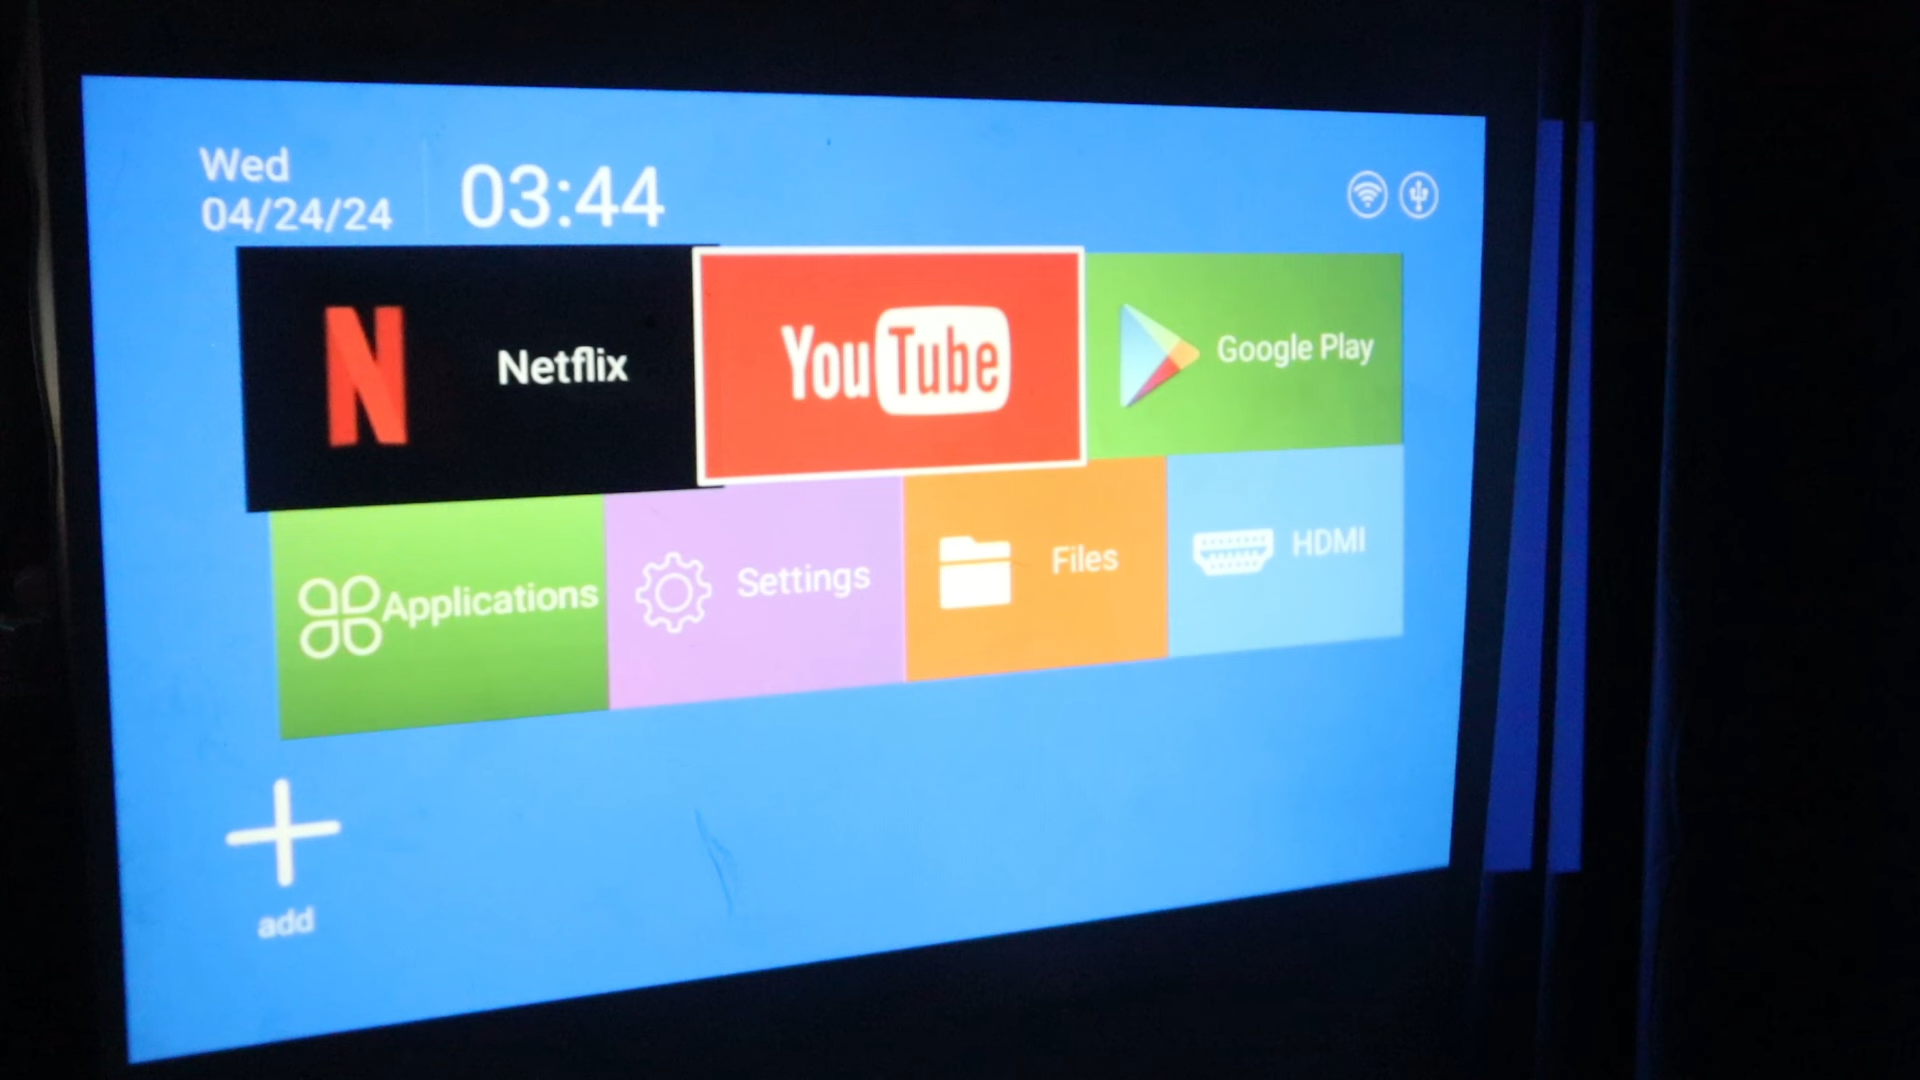 Wed
04/24/24
03:44
N
Netflix
YouTube
Google Play
Applications
Settings
Files
HDMI
add